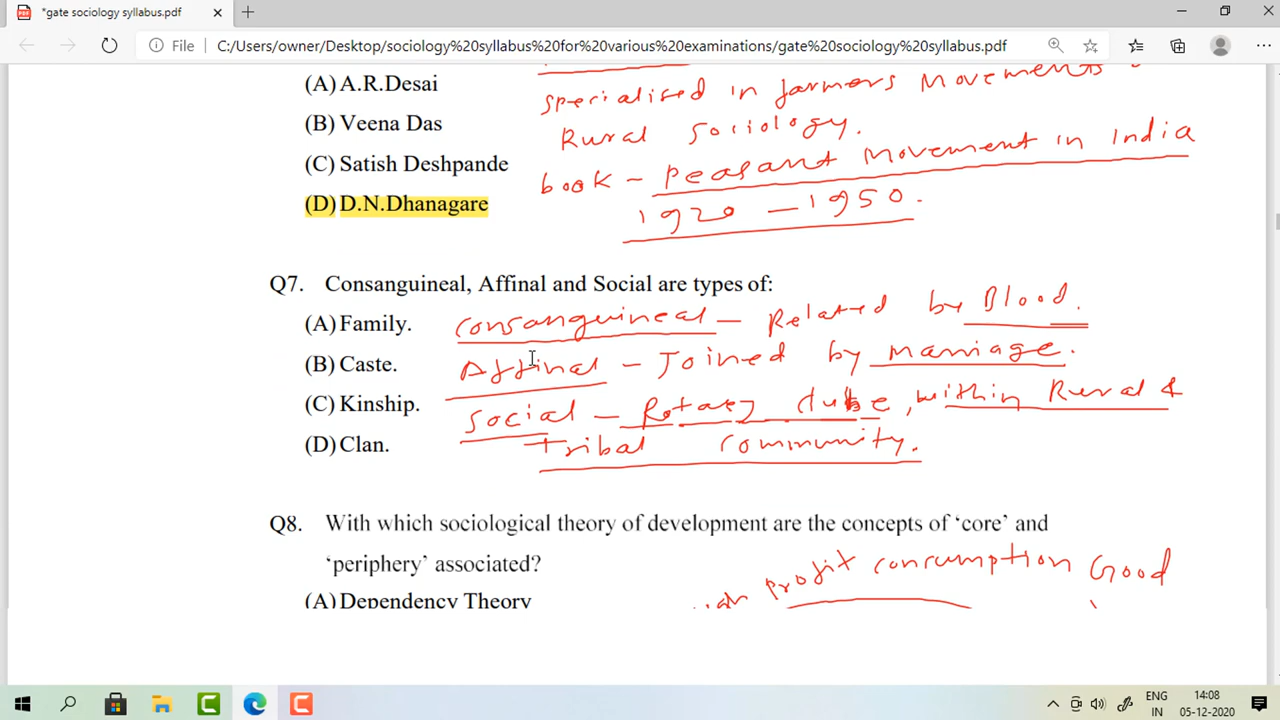 *gate sociology syllabus.pdf
File
C:/Users/owner/Desktop/sociology%20syllabus%20for%20various%20examinations/gate%20sociology%20syllabus.pdf
(A) A.R.Desai
specialised in farmers Movements
(B) Veena Das
Rural Sociology.
(C) Satish Deshpande
book - Peasant Movement in India
(D) D.N.Dhanagare
1920 - 1950.
Q7. Consanguineal, Affinal and Social are types of:
(A) Family.
Consanguineal - Related by Blood.
(B) Caste.
Affinal - Joined by marriage.
(C) Kinship.
Social - Rotary , within Rural &
(D) Clan.
Tribal Community.
Q8. With which sociological theory of development are the concepts of ‘core’ and
‘periphery’ associated?
Profit consumption Good
(A) Dependency Theory
ENG
IN
14:08
05-12-2020